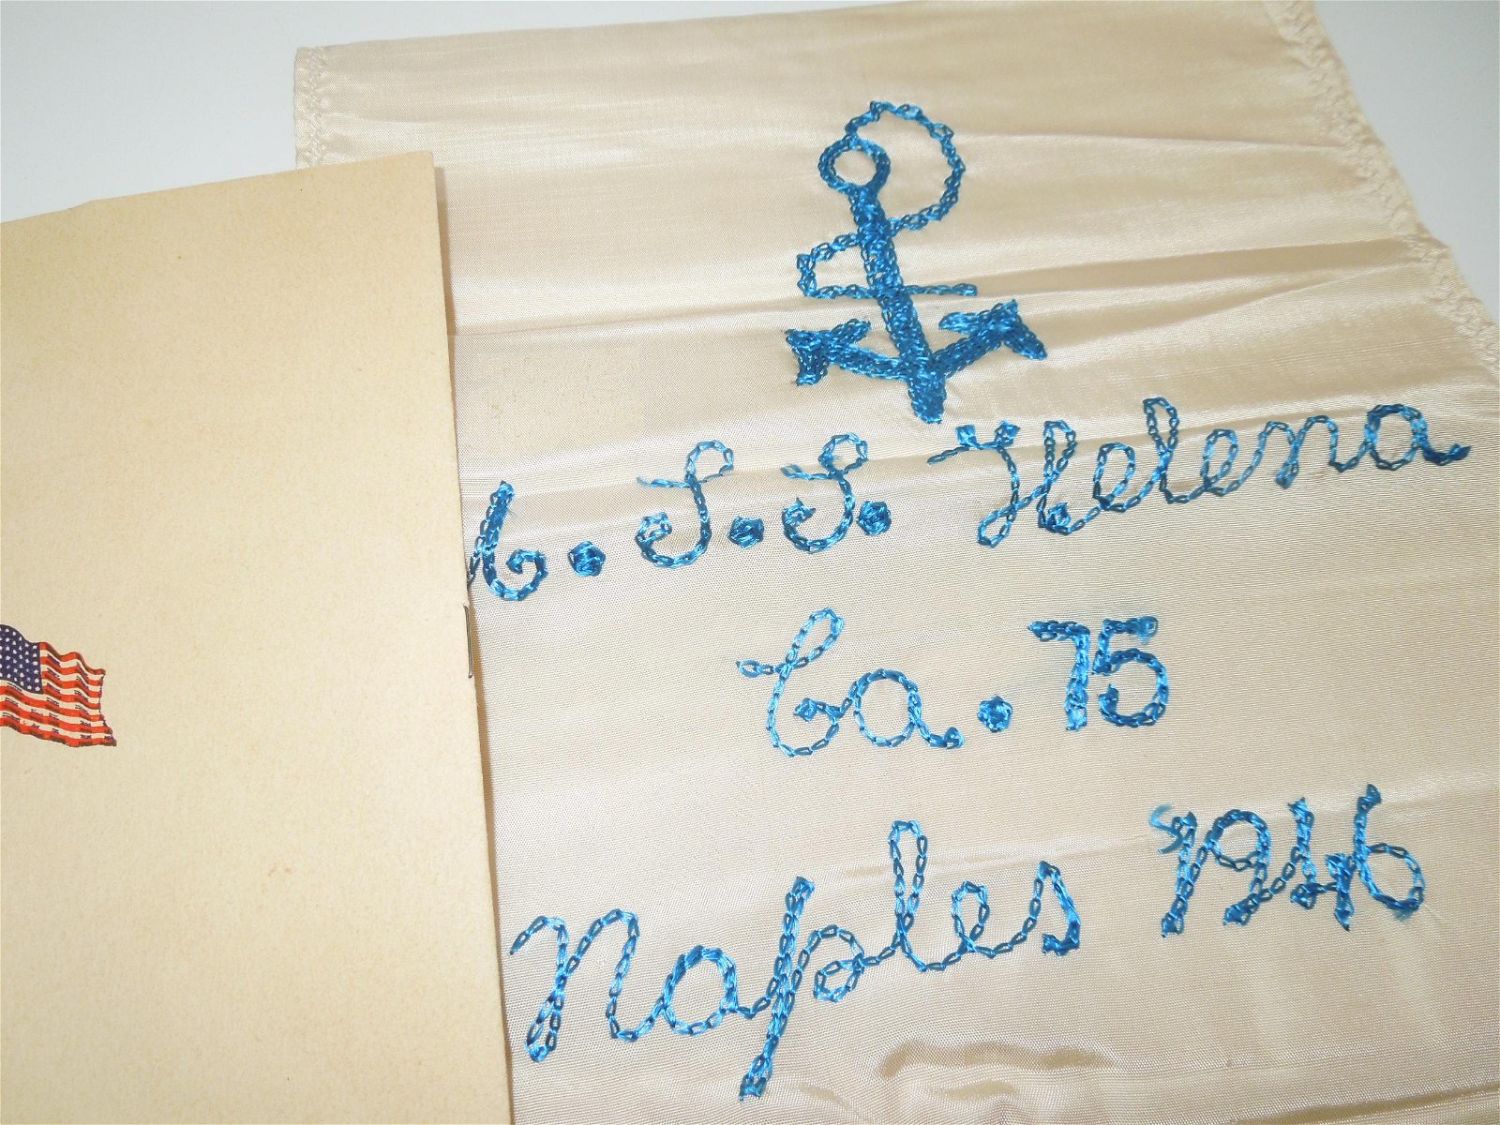 U.S.S. Helena
Ca.75
Naples 1946